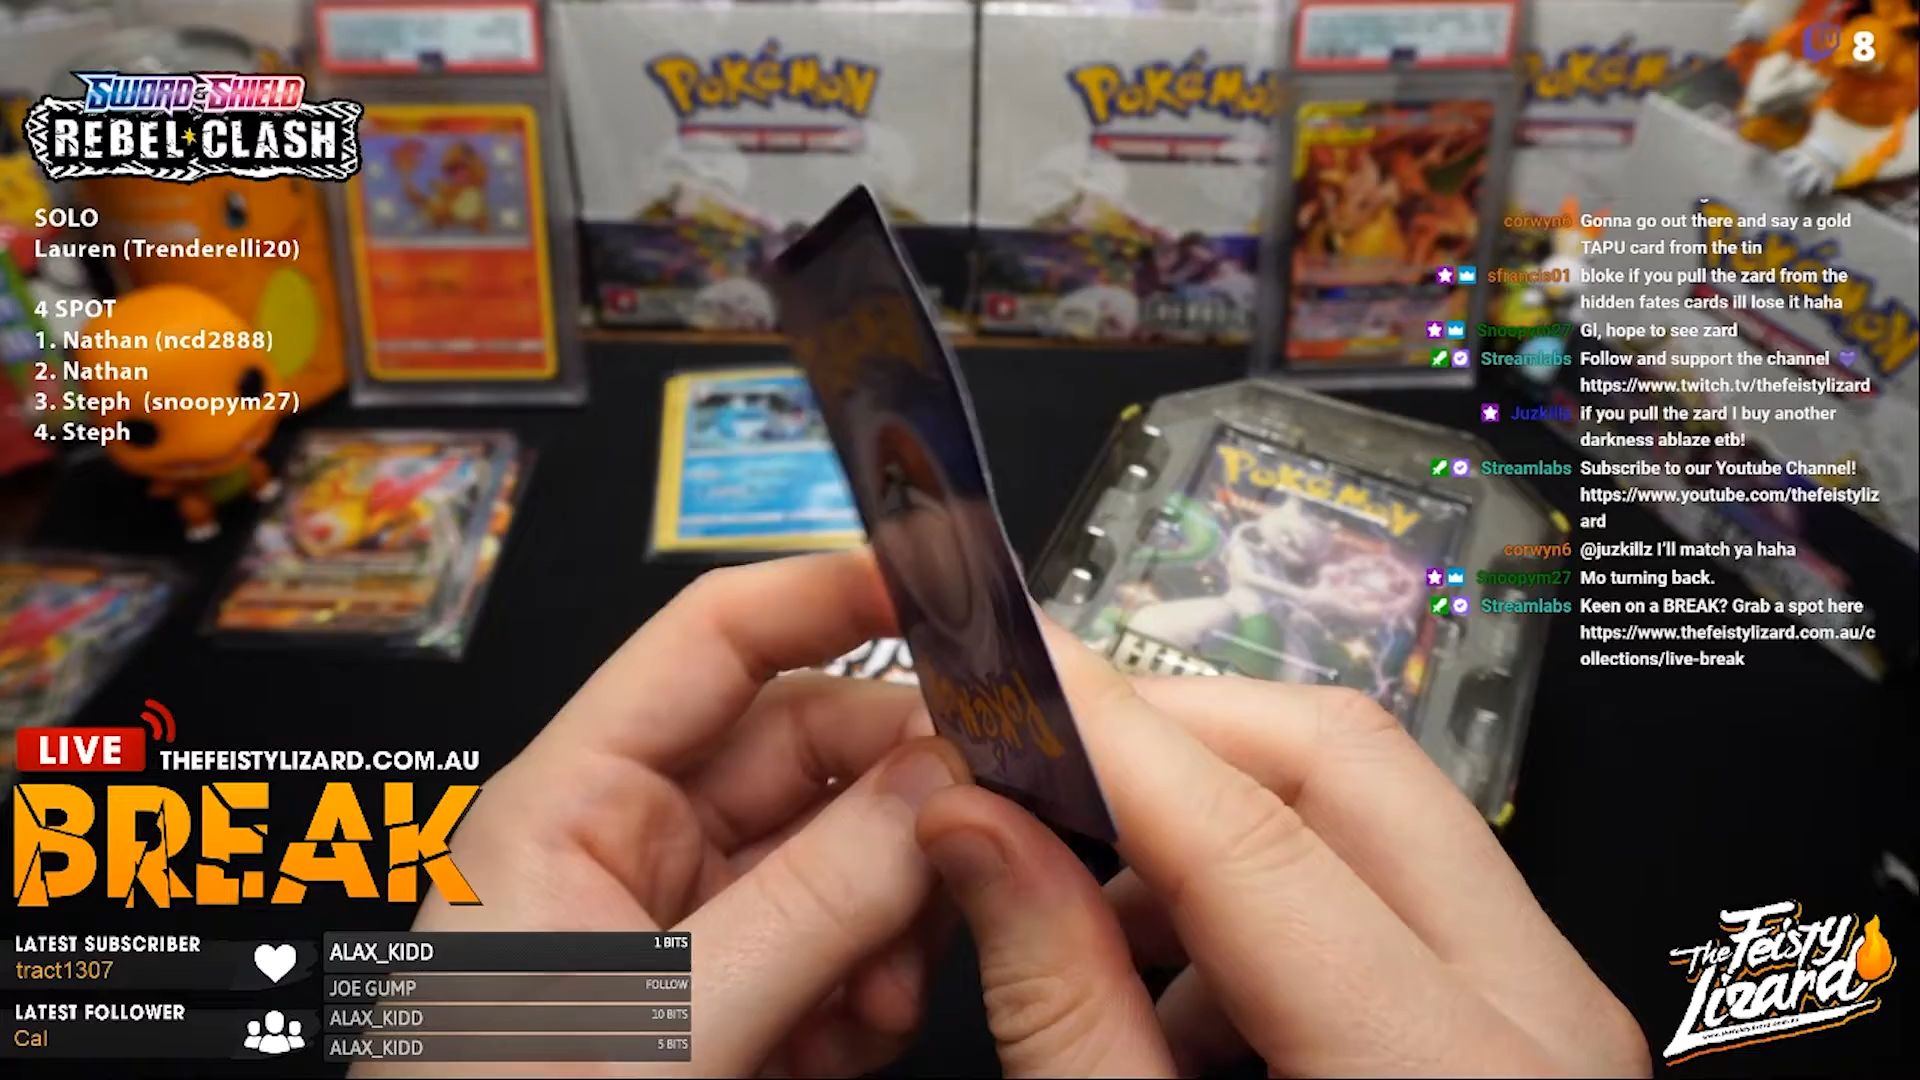 SWORD & SHIELD
REBEL CLASH
SOLO
Lauren (Trenderelli20)
4 SPOT
1. Nathan (ncd2888)
2. Nathan
3. Steph (snoopym27)
4. Steph
POKéMON
POKéMON
POKéMON
POKéMON
8
corwyn6 Gonna go out there and say a gold
TAPU card from the tin
sfrancis01 bloke if you pull the zard from the
hidden fates cards ill lose it haha
Snoopym27 Gl, hope to see zard
Streamlabs Follow and support the channel 💜
https://www.twitch.tv/thefeistylizard
Juzkillz if you pull the zard I buy another
darkness ablaze etb!
Streamlabs Subscribe to our Youtube Channel!
https://www.youtube.com/thefeistyliz
ard
corwyn6 @juzkillz I'll match ya haha
Snoopym27 Mo turning back.
Streamlabs Keen on a BREAK? Grab a spot here
https://www.thefeistylizard.com.au/c
ollections/live-break
POKéMON
LIVE
THEFEISTYLIZARD.COM.AU
BREAK
LATEST SUBSCRIBER
tract1307
LATEST FOLLOWER
Cal
ALAX_KIDD 1 BITS
JOE GUMP FOLLOW
ALAX_KIDD 10 BITS
ALAX_KIDD 5 BITS
The Feisty
Lizard